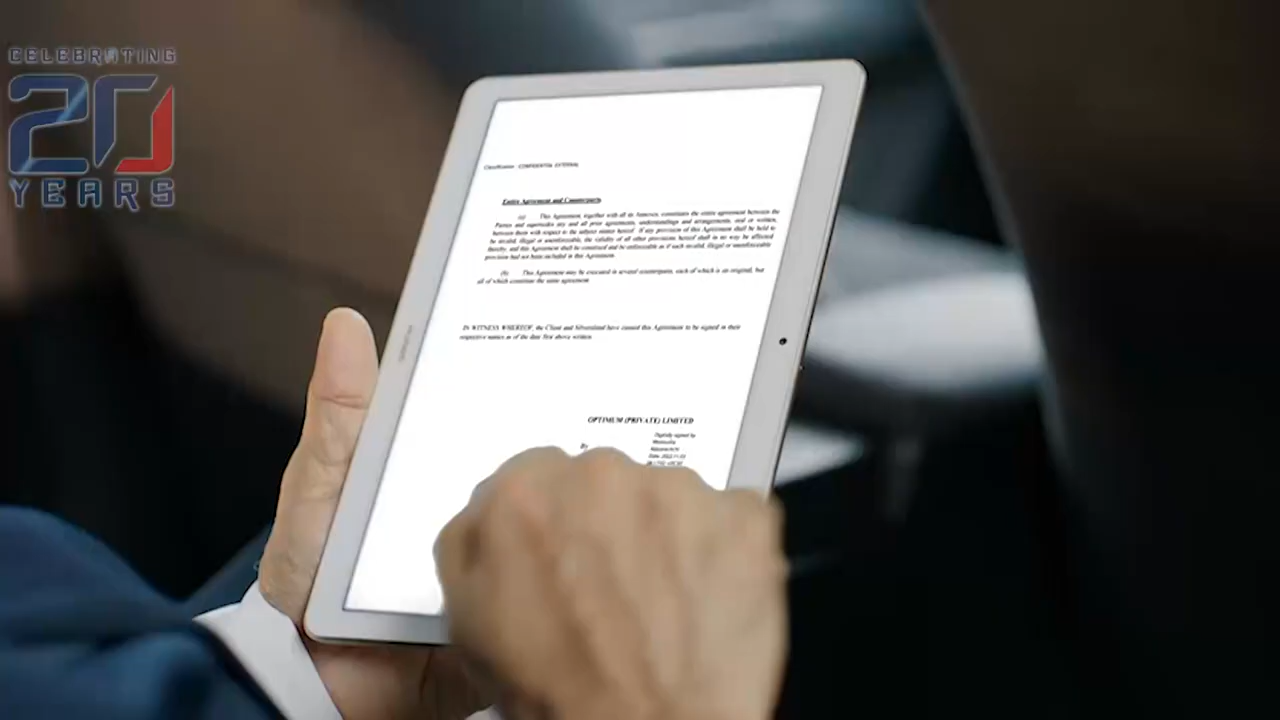 CELEBRATING
20
YEARS
Classification: CONFIDENTIAL EXTERNAL
Entire Agreement and Counterparts
(a) This Agreement, together with all its Annexes, constitutes the entire agreement between the
Parties and supersedes any and all prior agreements, understandings and arrangements, oral or written,
between them with respect to the subject matter hereof. If any provision of this Agreement shall be held to
be invalid, illegal or unenforceable, the validity of all other provisions hereof shall in no way be affected
thereby, and this Agreement shall be construed and be enforceable as if such invalid, illegal or unenforceable
provision had not been included in this Agreement.
(b) This Agreement may be executed in several counterparts, each of which is an original, but
all of which constitute the same agreement.
IN WITNESS WHEREOF, the Client and Silverstand have caused this Agreement to be signed in their
respective names as of the date first above written.
OPTIMUM (PRIVATE) LIMITED
Digitally signed by
By